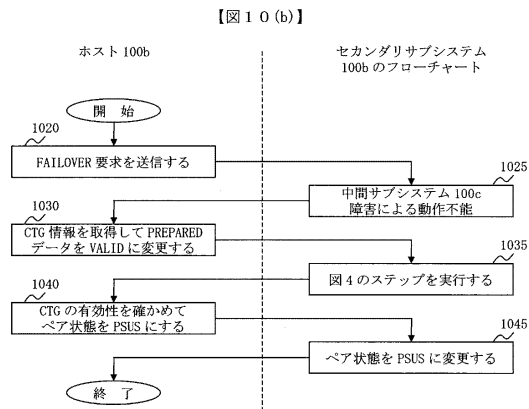 【図１０(b)】
ホスト 100b
セカンダリサブシステム
100b のフローチャート
開 始
1020
FAILOVER 要求を送信する
1025
中間サブシステム 100c
障害による動作不能
1030
CTG 情報を取得して PREPARED
データを VALID に変更する
1035
図４のステップを実行する
1040
CTG の有効性を確かめて
ペア状態を PSUS にする
1045
ペア状態を PSUS に変更する
終 了